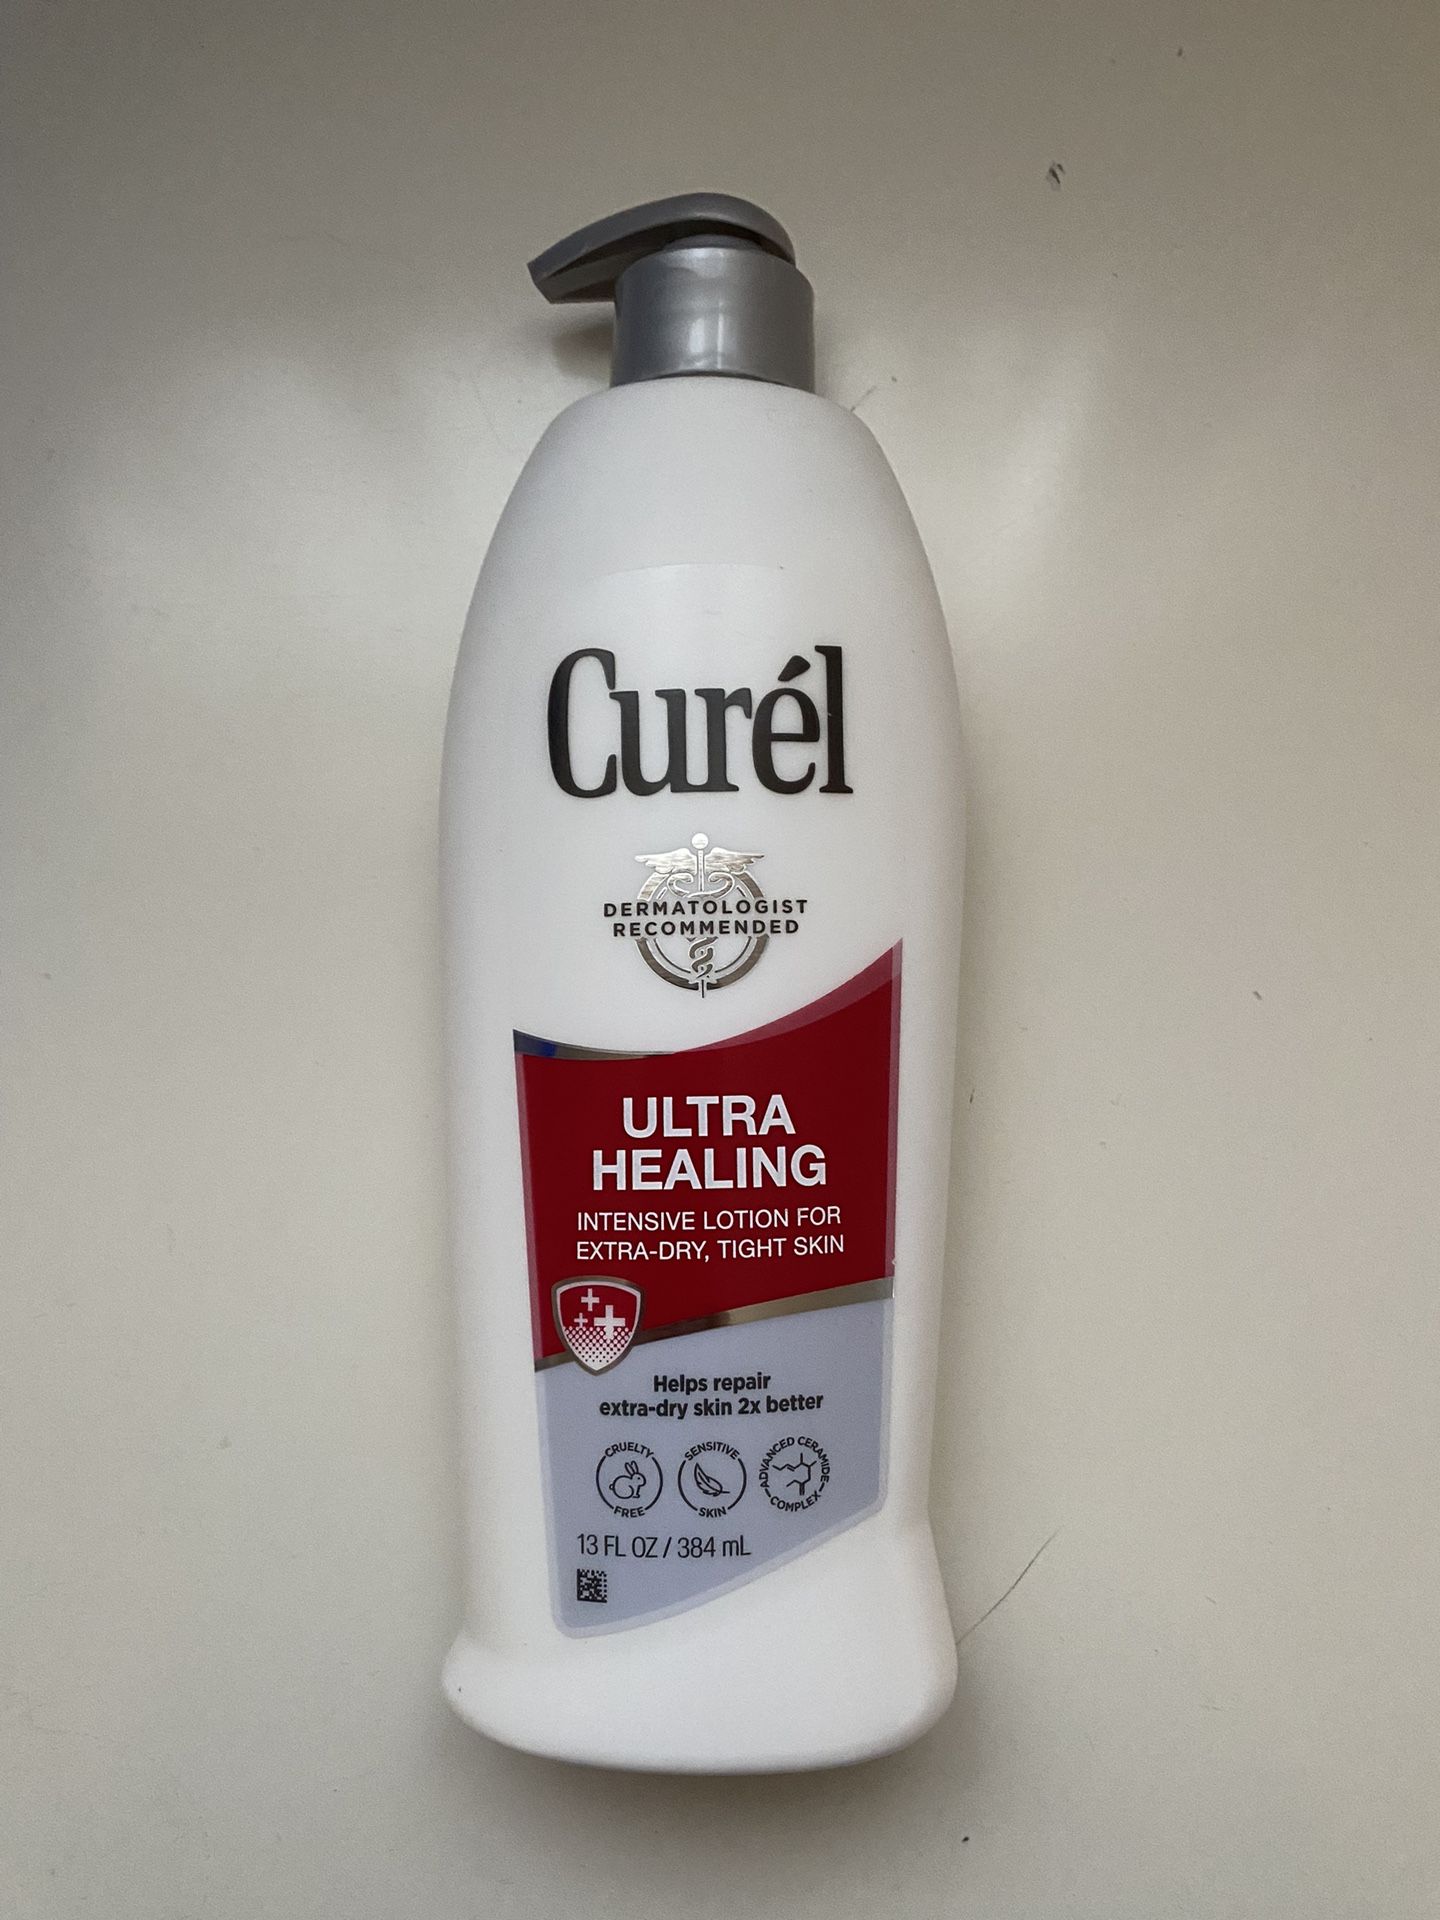 Curél
DERMATOLOGIST
RECOMMENDED
ULTRA
HEALING
INTENSIVE LOTION FOR
EXTRA-DRY, TIGHT SKIN
Helps repair
extra-dry skin 2x better
CRUELTY
FREE
SENSITIVE
SKIN
ADVANCED CERAMIDE
COMPLEX
13 FL OZ / 384 mL